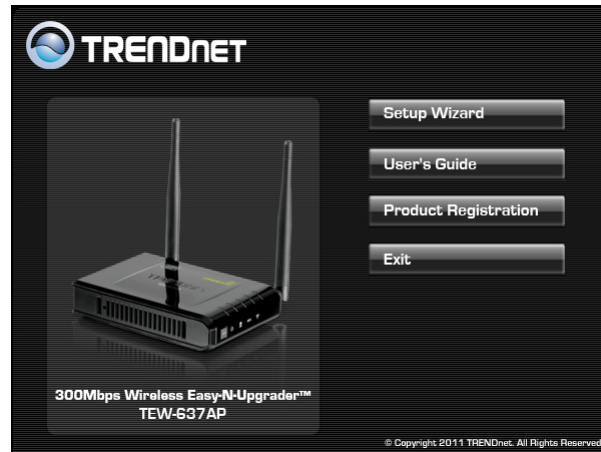 TRENDNET
Setup Wizard
User's Guide
Product Registration
Exit
300Mbps Wireless Easy-N-Upgrader™
TEW-637AP
© Copyright 2011 TRENDnet. All Rights Reserved